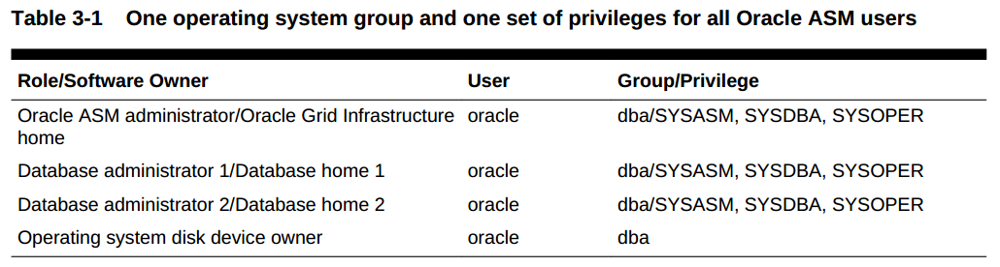 Table 3-1 One operating system group and one set of privileges for all Oracle ASM users
Role/Software Owner User Group/Privilege
Oracle ASM administrator/Oracle Grid Infrastructure home oracle dba/SYSASM, SYSDBA, SYSOPER
Database administrator 1/Database home 1 oracle dba/SYSASM, SYSDBA, SYSOPER
Database administrator 2/Database home 2 oracle dba/SYSASM, SYSDBA, SYSOPER
Operating system disk device owner oracle dba